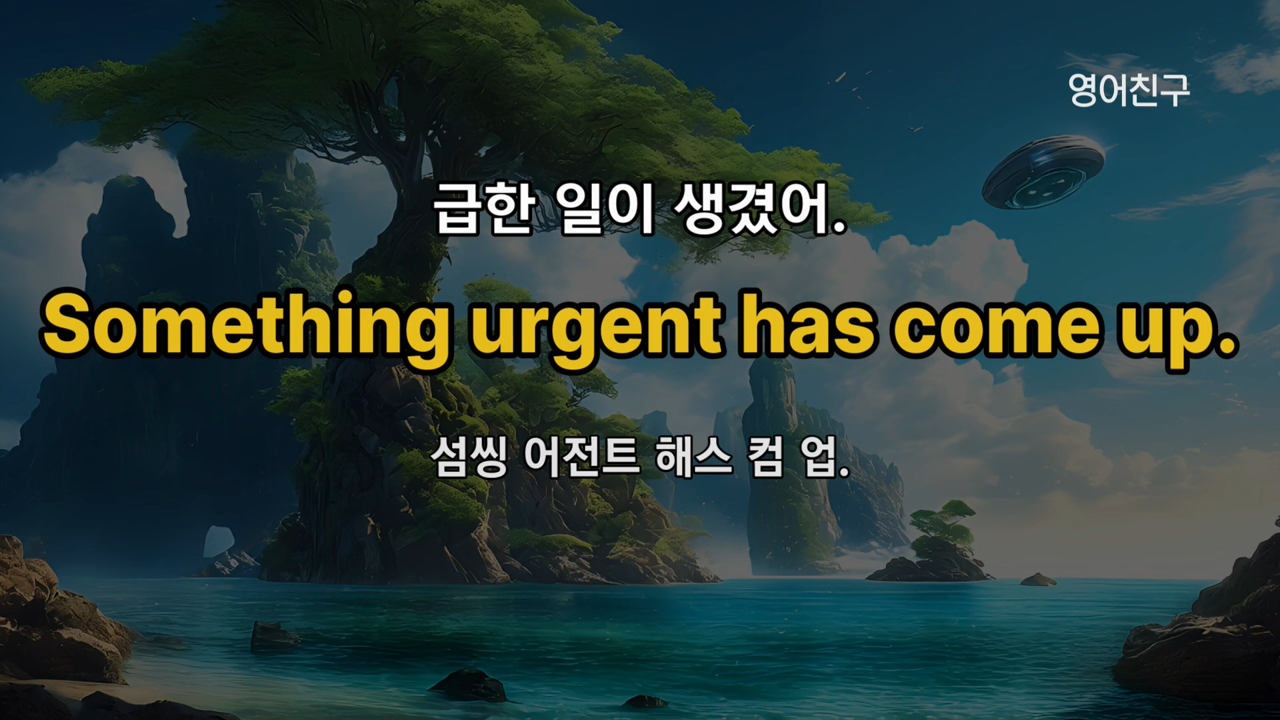 영어친구
급한 일이 생겼어.
Something urgent has come up.
섬씽 어전트 해스 컴 업.